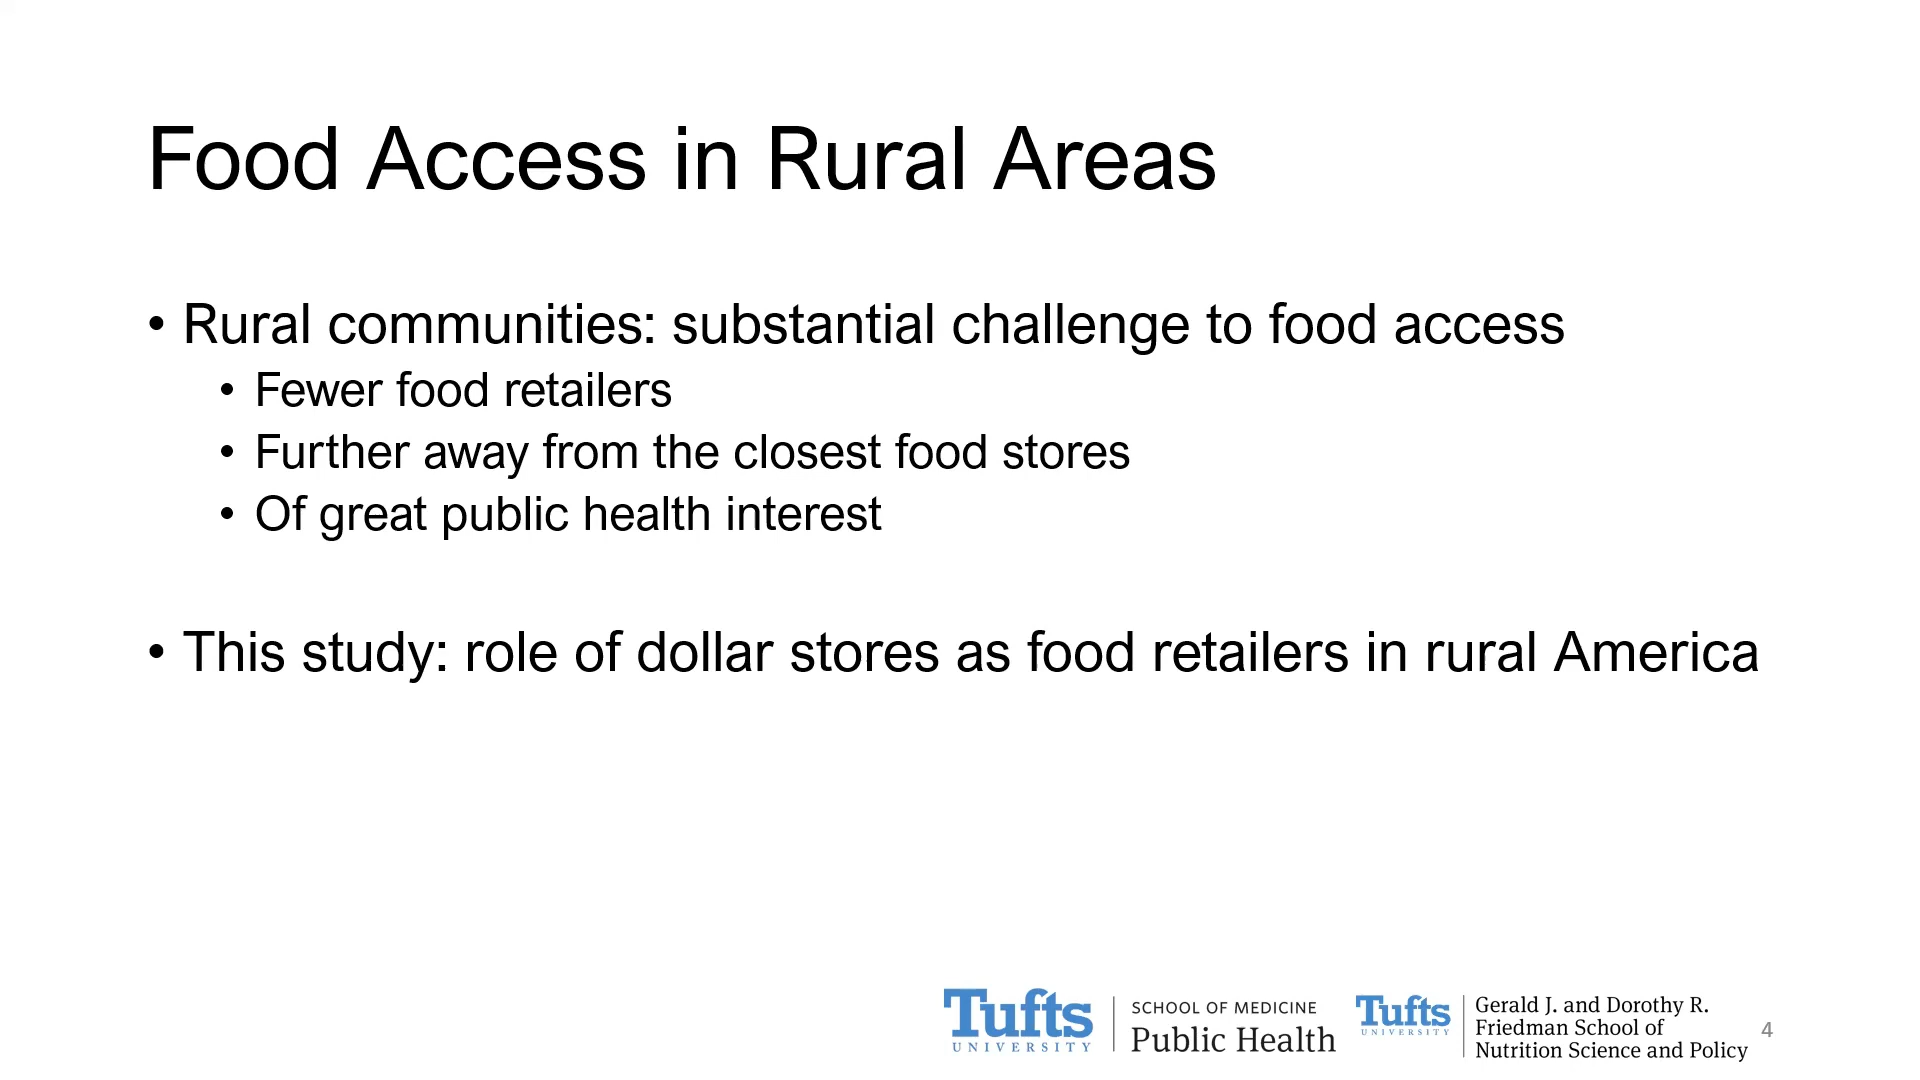 Food Access in Rural Areas
• Rural communities: substantial challenge to food access
• Fewer food retailers
• Further away from the closest food stores
• Of great public health interest
• This study: role of dollar stores as food retailers in rural America
Tufts
UNIVERSITY
SCHOOL OF MEDICINE
Public Health
Tufts
UNIVERSITY
Gerald J. and Dorothy R.
Friedman School of
Nutrition Science and Policy
4